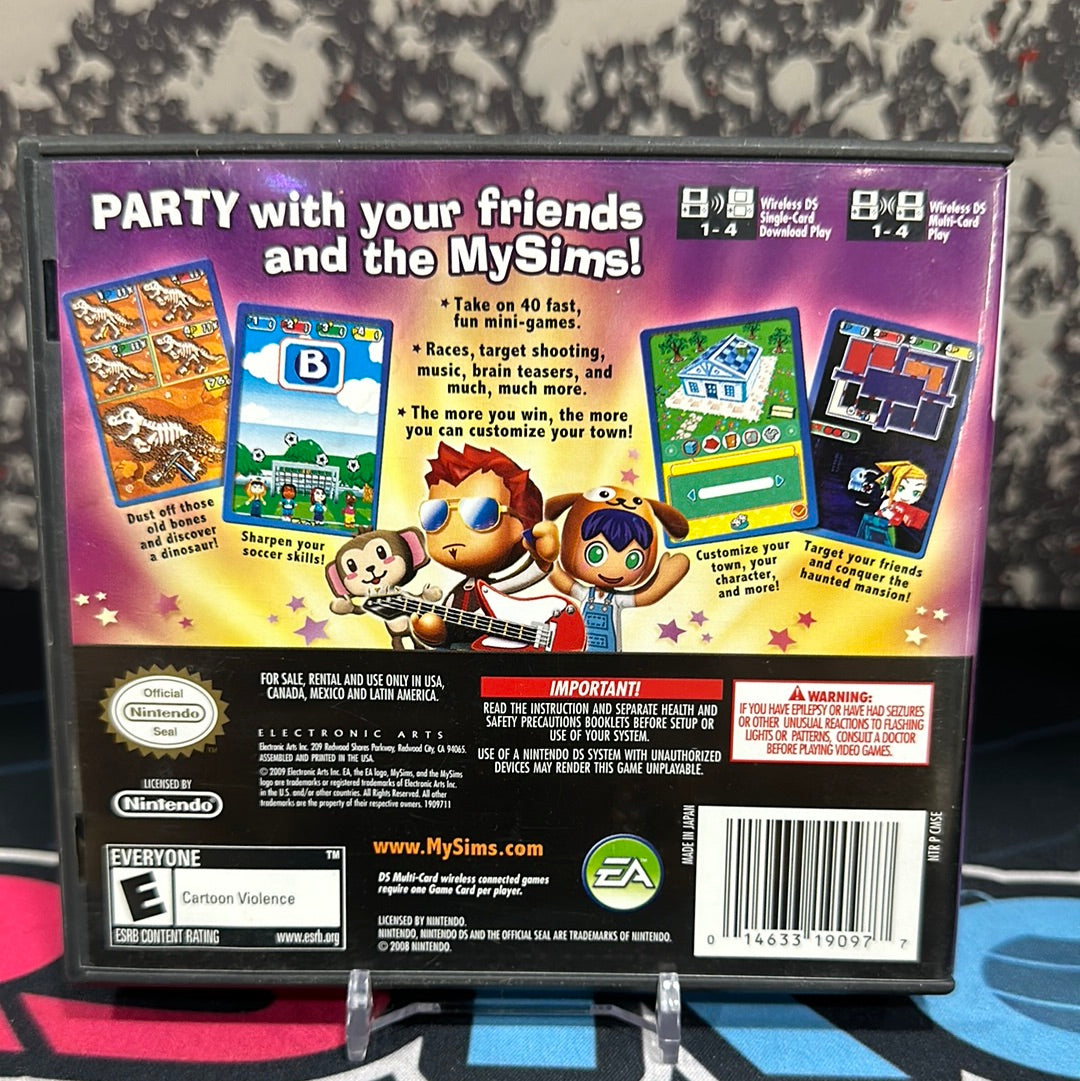 PARTY with your friends
and the MySims!
1-4
Wireless DS
Single-Card
Download Play
1-4
Wireless DS
Multi-Card
Play
★ Take on 40 fast,
fun mini-games.
★ Races, target shooting,
music, brain teasers, and
much, much more.
★ The more you win, the more
you can customize your town!
B
Dust off those
old bones
and discover
a dinosaur!
Sharpen your
soccer skills!
Customize your
town, your
character,
and more!
Target your friends
and conquer the
haunted mansion!
Official
Nintendo
Seal
TM
LICENSED BY
Nintendo®
FOR SALE, RENTAL AND USE ONLY IN USA,
CANADA, MEXICO AND LATIN AMERICA.
ELECTRONIC ARTS
Electronic Arts Inc. 209 Redwood Shores Parkway, Redwood City, CA 94065.
ASSEMBLED AND PRINTED IN THE USA.
© 2009 Electronic Arts Inc. EA, the EA logo, MySims, and the MySims
logo are trademarks or registered trademarks of Electronic Arts Inc.
in the U.S. and/or other countries. All Rights Reserved. All other
trademarks are the property of their respective owners. 1909711
IMPORTANT!
READ THE INSTRUCTION AND SEPARATE HEALTH AND
SAFETY PRECAUTIONS BOOKLETS BEFORE SETUP OR
USE OF YOUR SYSTEM.
USE OF A NINTENDO DS SYSTEM WITH UNAUTHORIZED
DEVICES MAY RENDER THIS GAME UNPLAYABLE.
WARNING:
IF YOU HAVE EPILEPSY OR HAVE HAD SEIZURES
OR OTHER UNUSUAL REACTIONS TO FLASHING
LIGHTS OR PATTERNS, CONSULT A DOCTOR
BEFORE PLAYING VIDEO GAMES.
EVERYONE
TM
E
Cartoon Violence
ESRB CONTENT RATING www.esrb.org
www.MySims.com
DS Multi-Card wireless connected games
require one Game Card per player.
LICENSED BY NINTENDO.
NINTENDO, NINTENDO DS AND THE OFFICIAL SEAL ARE TRADEMARKS OF NINTENDO.
© 2008 NINTENDO.
EA
MADE IN JAPAN
NTR P CMSE
0 14633 19097 7